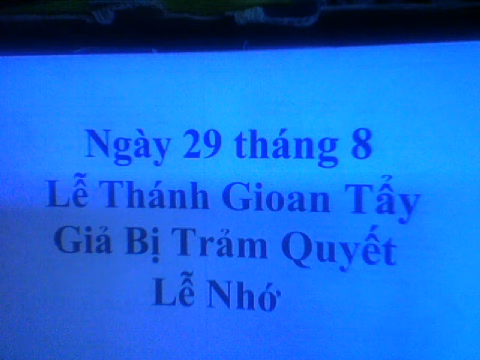 Ngày 29 tháng 8
Lễ Thánh Gioan Tẩy
Giả Bị Trảm Quyết
Lễ Nhớ